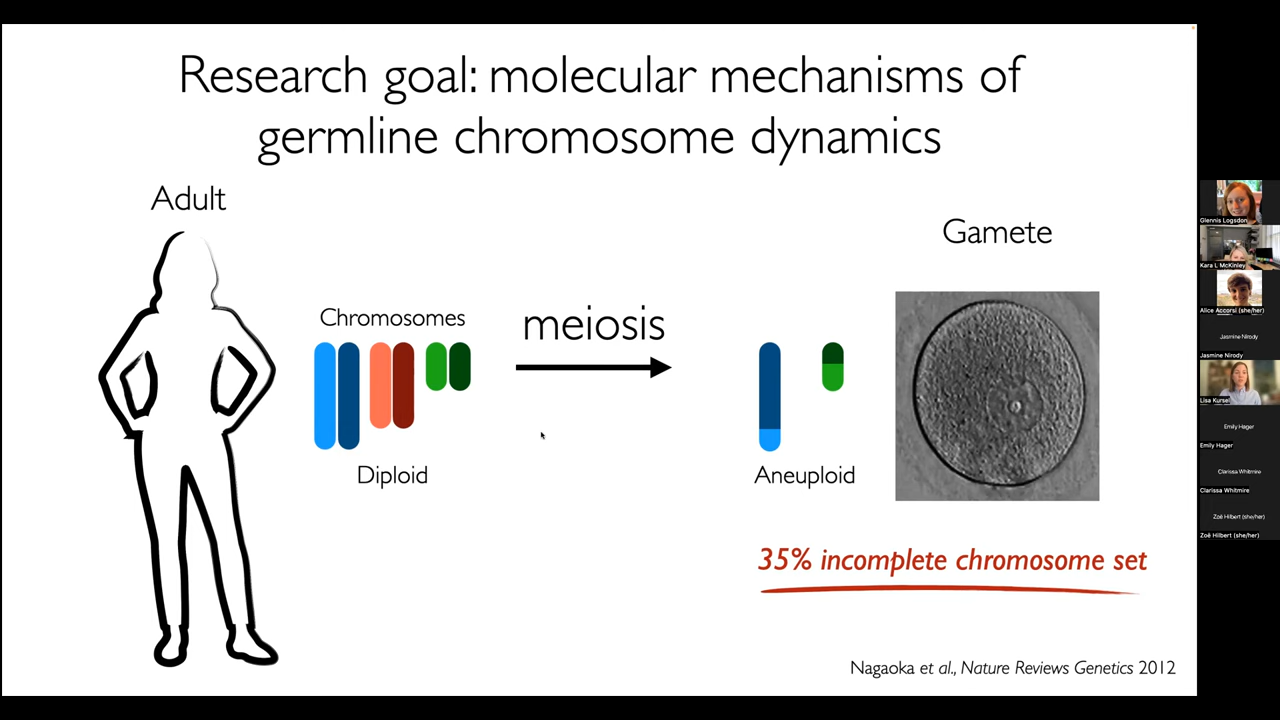 Research goal: molecular mechanisms of
germline chromosome dynamics
Adult
Gamete
Chromosomes
meiosis
Diploid
Aneuploid
35% incomplete chromosome set
Nagaoka et al., Nature Reviews Genetics 2012
Glennis Logsdon
Kara L McKinley
Alice Accorsi (she/her)
Jasmine Nirody
Jasmine Nirody
Lisa Kursel
Emily Hager
Emily Hager
Clarissa Whitmire
Clarissa Whitmire
Zoë Hilbert (she/her)
Zoë Hilbert (she/her)